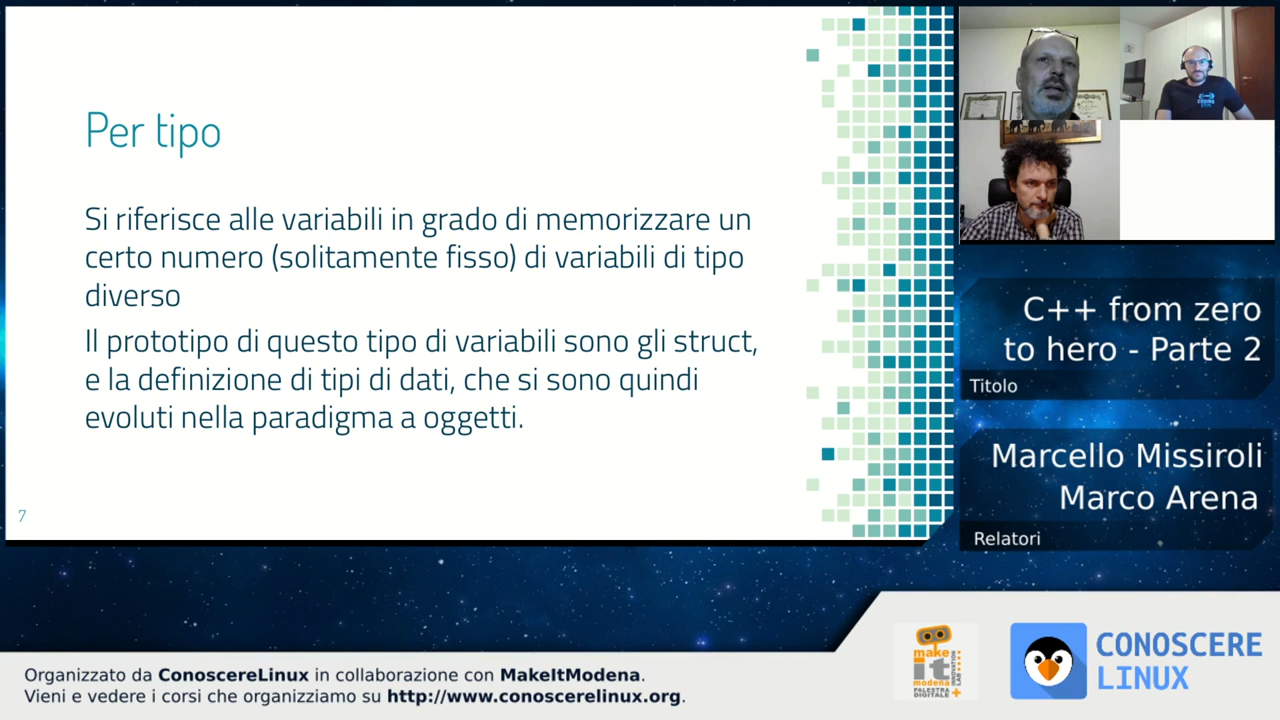 Per tipo
Si riferisce alle variabili in grado di memorizzare un
certo numero (solitamente fisso) di variabili di tipo
diverso
Il prototipo di questo tipo di variabili sono gli struct,
e la definizione di tipi di dati, che si sono quindi
evoluti nella paradigma a oggetti.
7
C++ from zero
to hero - Parte 2
Titolo
Marcello Missiroli
Marco Arena
Relatori
Organizzato da ConoscereLinux in collaborazione con MakeItModena.
Vieni e vedere i corsi che organizziamo su http://www.conoscerelinux.org.
make
it
modena
PALESTRA
DIGITALE
CONOSCERE
LINUX